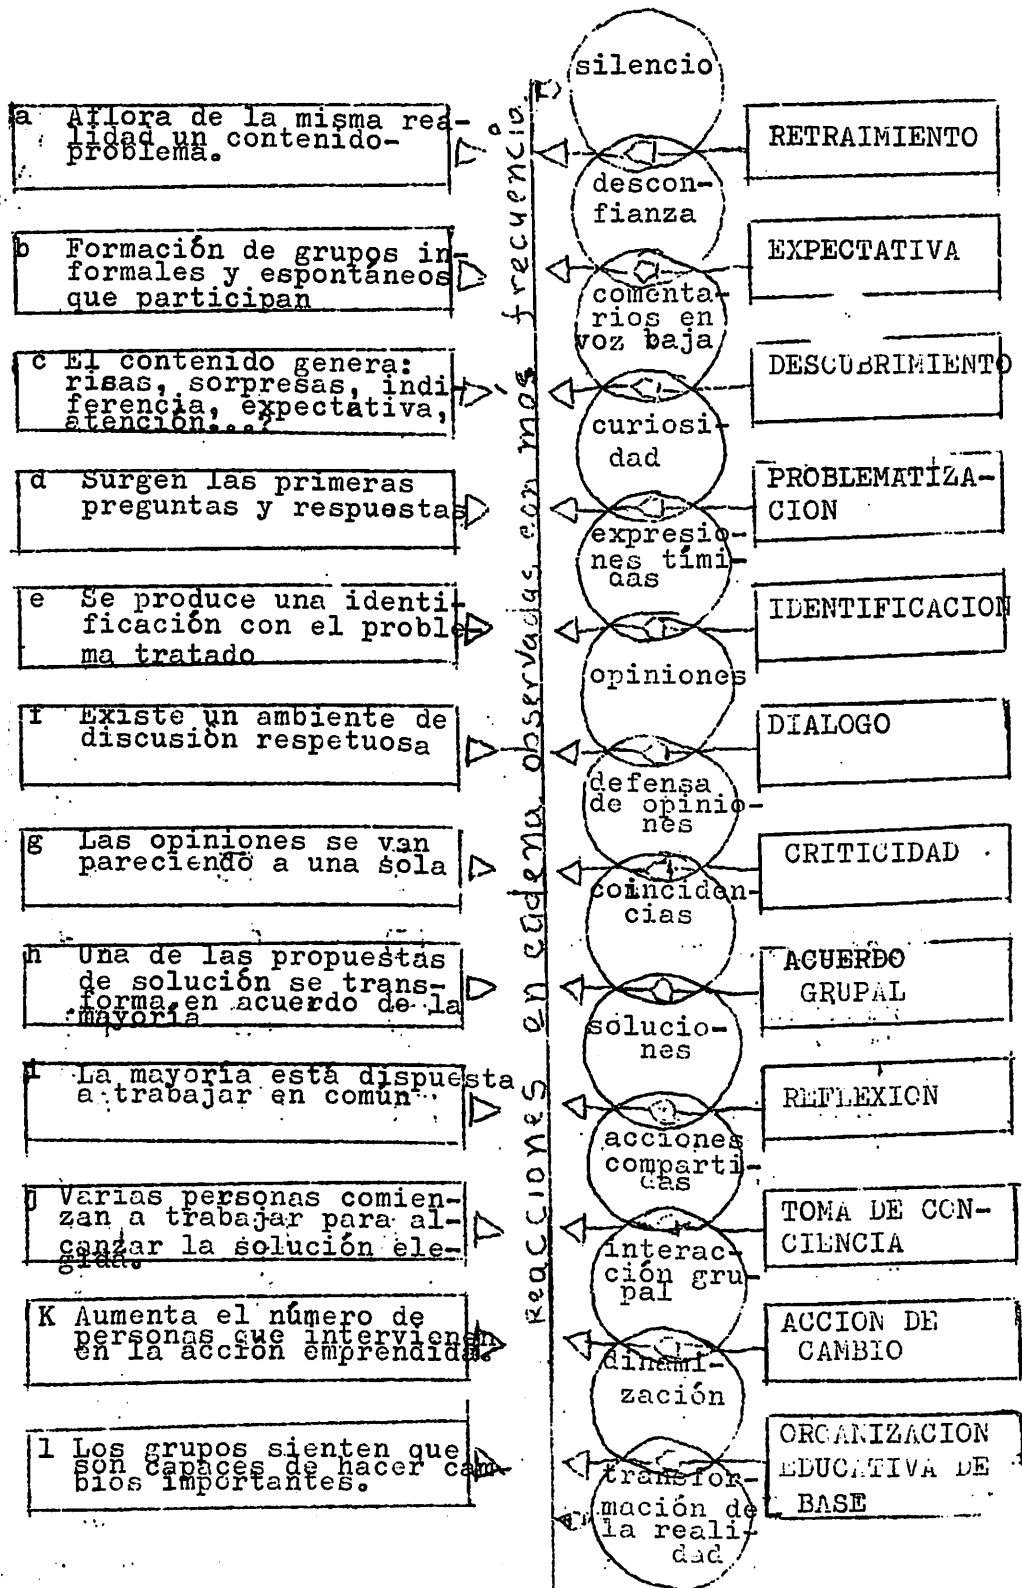 a Aflora de la misma rea-
lidad un contenido-
problema.
b Formación de grupos in-
formales y espontáneos
que participan
c El contenido genera:
risas, sorpresas, indi-
ferencia, expectativa,
atención...?
d Surgen las primeras
preguntas y respuestas
e Se produce una identi-
ficación con el proble-
ma tratado
f Existe un ambiente de
discusión respetuosa
g Las opiniones se van
pareciendo a una sola
h Una de las propuestas
de solución se trans-
forma en acuerdo de la
mayoría
i La mayoría está dispuesta
a trabajar en común
j Varias personas comien-
zan a trabajar para al-
canzar la solución ele-
gida.
K Aumenta el número de
personas que intervienen
en la acción emprendida.
l Los grupos sienten que
son capaces de hacer cam-
bios importantes.
Reacciones en cadena observadas con mas frecuencia.
silencio
descon-
fianza
comenta-
rios en
voz baja
curiosi-
dad
expresio-
nes tími-
das
opiniones
defensa
de opinio-
nes
coinciden-
cias
solucio-
nes
acciones
comparti-
das
interac-
ción gru-
pal
dinami-
zación
transfor-
mación de
la reali-
dad
RETRAIMIENTO
EXPECTATIVA
DESCUBRIMIENTO
PROBLEMATIZA-
CION
IDENTIFICACION
DIALOGO
CRITICIDAD
ACUERDO
GRUPAL
REFLEXION
TOMA DE CON-
CIENCIA
ACCION DE
CAMBIO
ORGANIZACION
EDUCATIVA DE
BASE